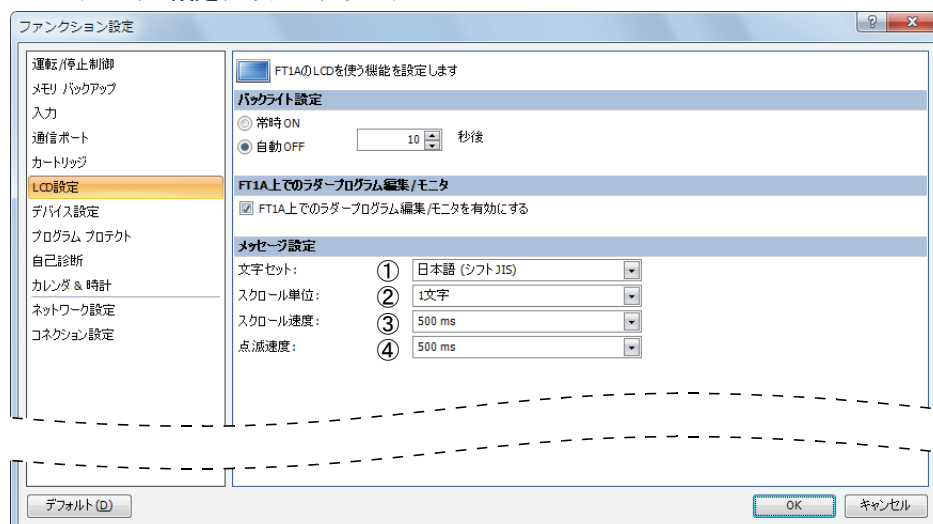 ファンクション設定
運転/停止制御
メモリ バックアップ
入力
通信ポート
カートリッジ
LCD設定
デバイス設定
プログラム プロテクト
自己診断
カレンダ & 時計
ネットワーク設定
コネクション設定
FT1AのLCDを使う機能を設定します
バックライト設定
常時ON
自動OFF 10 秒後
FT1A上でのラダープログラム編集/モニタ
FT1A上でのラダープログラム編集/モニタを有効にする
メッセージ設定
文字セット: ① 日本語 (シフトJIS)
スクロール単位: ② 1文字
スクロール速度: ③ 500 ms
点滅速度: ④ 500 ms
デフォルト(D)
OK
キャンセル